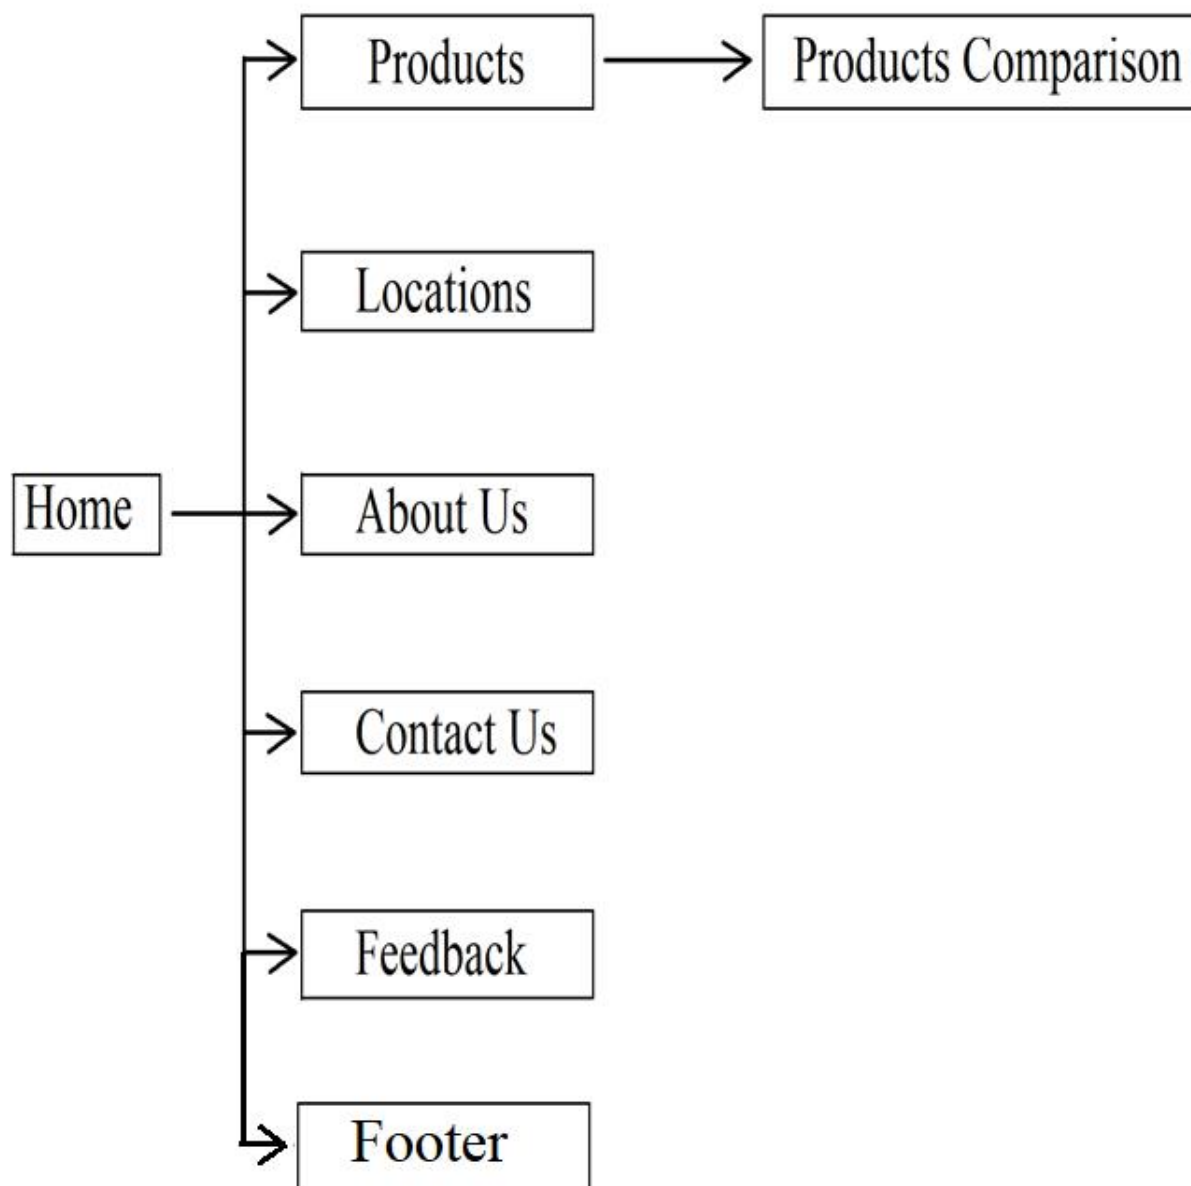 Products
Products Comparison
Locations
Home
About Us
Contact Us
Feedback
Footer